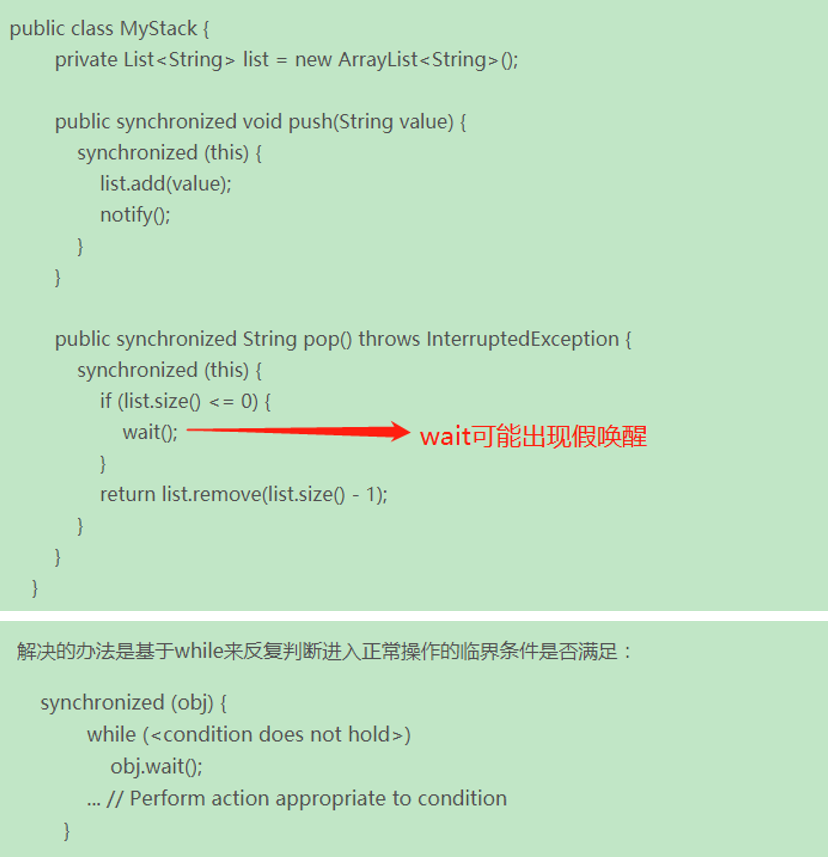 public class MyStack {
private List<String> list = new ArrayList<String>();
public synchronized void push(String value) {
synchronized (this) {
list.add(value);
notify();
}
}
public synchronized String pop() throws InterruptedException {
synchronized (this) {
if (list.size() <= 0) {
wait();
wait可能出现假唤醒
}
return list.remove(list.size() - 1);
}
}
}
解决的办法是基于while来反复判断进入正常操作的临界条件是否满足：
synchronized (obj) {
while (<condition does not hold>)
obj.wait();
... // Perform action appropriate to condition
}